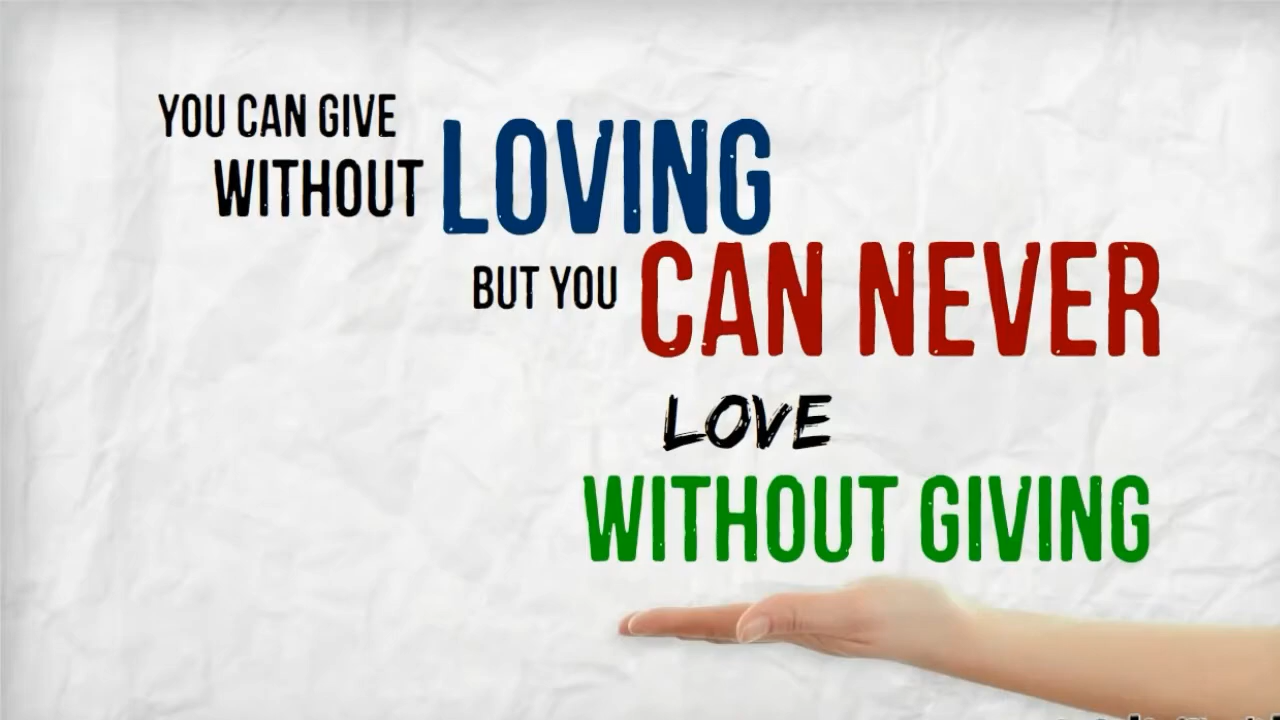 YOU CAN GIVE
WITHOUT LOVING
BUT YOU CAN NEVER
LOVE
WITHOUT GIVING